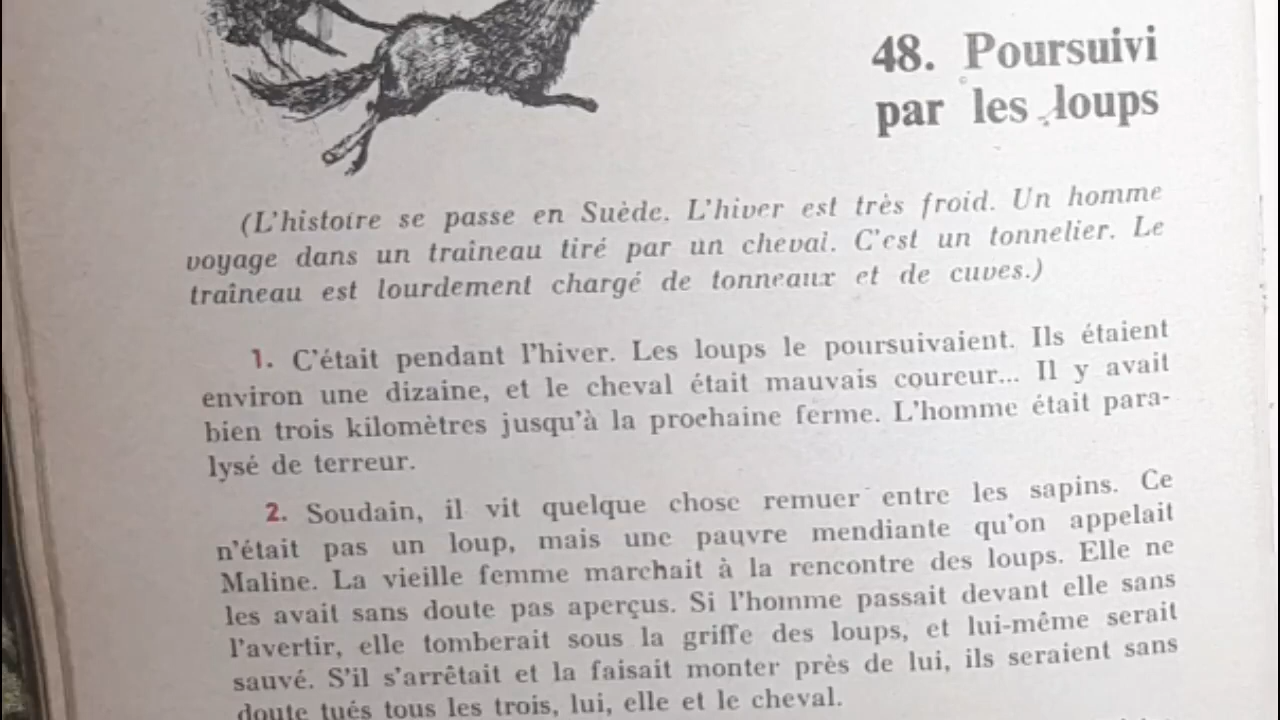 48. Poursuivi
par les loups
(L'histoire se passe en Suède. L'hiver est très froid. Un homme
voyage dans un traîneau tiré par un cheval. C'est un tonnelier. Le
traîneau est lourdement chargé de tonneaux et de cuves.)
1. C'était pendant l'hiver. Les loups le poursuivaient. Ils étaient
environ une dizaine, et le cheval était mauvais coureur... Il y avait
bien trois kilomètres jusqu'à la prochaine ferme. L'homme était para-
lysé de terreur.
2. Soudain, il vit quelque chose remuer entre les sapins. Ce
n'était pas un loup, mais une pauvre mendiante qu'on appelait
Maline. La vieille femme marchait à la rencontre des loups. Elle ne
les avait sans doute pas aperçus. Si l'homme passait devant elle sans
l'avertir, elle tomberait sous la griffe des loups, et lui-même serait
sauvé. S'il s'arrêtait et la faisait monter près de lui, ils seraient sans
doute tués tous les trois, lui, elle et le cheval.